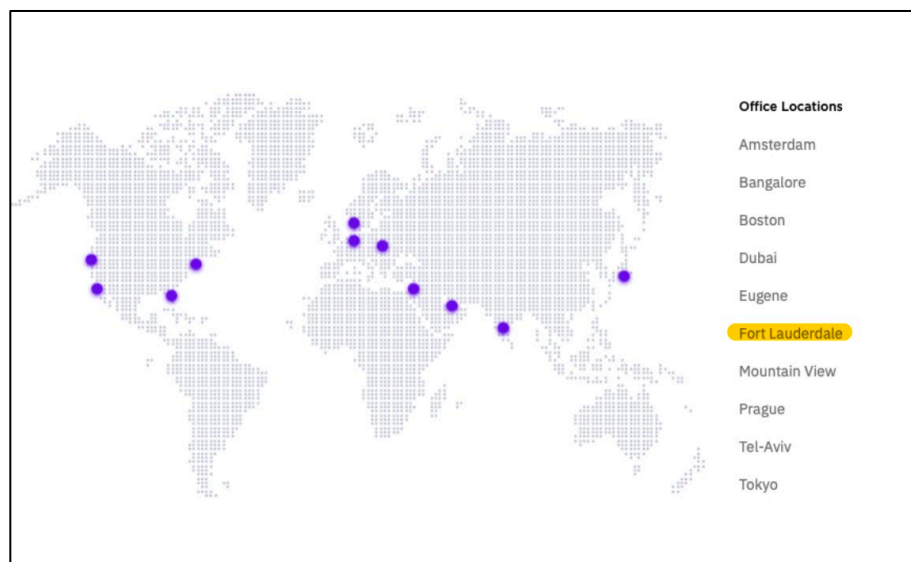 Office Locations
Amsterdam
Bangalore
Boston
Dubai
Eugene
Fort Lauderdale
Mountain View
Prague
Tel-Aviv
Tokyo